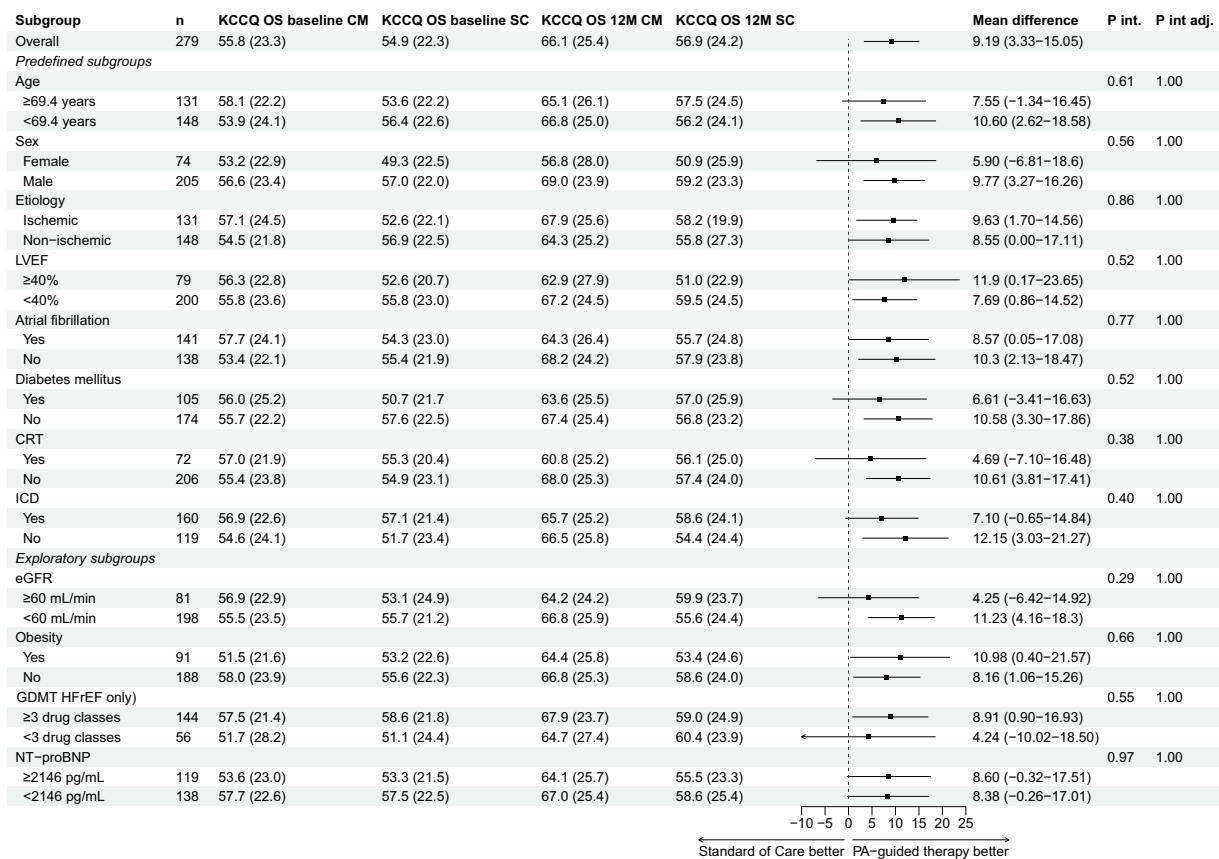 Subgroup n KCCQ OS baseline CM KCCQ OS baseline SC KCCQ OS 12M CM KCCQ OS 12M SC Mean difference P int. P int adj.
Overall 279 55.8 (23.3) 54.9 (22.3) 66.1 (25.4) 56.9 (24.2) 9.19 (3.33−15.05)
Predefined subgroups
Age 0.61 1.00
≥69.4 years 131 58.1 (22.2) 53.6 (22.2) 65.1 (26.1) 57.5 (24.5) 7.55 (−1.34−16.45)
<69.4 years 148 53.9 (24.1) 56.4 (22.6) 66.8 (25.0) 56.2 (24.1) 10.60 (2.62−18.58)
Sex 0.56 1.00
Female 74 53.2 (22.9) 49.3 (22.5) 56.8 (28.0) 50.9 (25.9) 5.90 (−6.81−18.6)
Male 205 56.6 (23.4) 57.0 (22.0) 69.0 (23.9) 59.2 (23.3) 9.77 (3.27−16.26)
Etiology 0.86 1.00
Ischemic 131 57.1 (24.5) 52.6 (22.1) 67.9 (25.6) 58.2 (19.9) 9.63 (1.70−14.56)
Non−ischemic 148 54.5 (21.8) 56.9 (22.5) 64.3 (25.2) 55.8 (27.3) 8.55 (0.00−17.11)
LVEF 0.52 1.00
≥40% 79 56.3 (22.8) 52.6 (20.7) 62.9 (27.9) 51.0 (22.9) 11.9 (0.17−23.65)
<40% 200 55.8 (23.6) 55.8 (23.0) 67.2 (24.5) 59.5 (24.5) 7.69 (0.86−14.52)
Atrial fibrillation 0.77 1.00
Yes 141 57.7 (24.1) 54.3 (23.0) 64.3 (26.4) 55.7 (24.8) 8.57 (0.05−17.08)
No 138 53.4 (22.1) 55.4 (21.9) 68.2 (24.2) 57.9 (23.8) 10.3 (2.13−18.47)
Diabetes mellitus 0.52 1.00
Yes 105 56.0 (25.2) 50.7 (21.7 63.6 (25.5) 57.0 (25.9) 6.61 (−3.41−16.63)
No 174 55.7 (22.2) 57.6 (22.5) 67.4 (25.4) 56.8 (23.2) 10.58 (3.30−17.86)
CRT 0.38 1.00
Yes 72 57.0 (21.9) 55.3 (20.4) 60.8 (25.2) 56.1 (25.0) 4.69 (−7.10−16.48)
No 206 55.4 (23.8) 54.9 (23.1) 68.0 (25.3) 57.4 (24.0) 10.61 (3.81−17.41)
ICD 0.40 1.00
Yes 160 56.9 (22.6) 57.1 (21.4) 65.7 (25.2) 58.6 (24.1) 7.10 (−0.65−14.84)
No 119 54.6 (24.1) 51.7 (23.4) 66.5 (25.8) 54.4 (24.4) 12.15 (3.03−21.27)
Exploratory subgroups
eGFR 0.29 1.00
≥60 mL/min 81 56.9 (22.9) 53.1 (24.9) 64.2 (24.2) 59.9 (23.7) 4.25 (−6.42−14.92)
<60 mL/min 198 55.5 (23.5) 55.7 (21.2) 66.8 (25.9) 55.6 (24.4) 11.23 (4.16−18.3)
Obesity 0.66 1.00
Yes 91 51.5 (21.6) 53.2 (22.6) 64.4 (25.8) 53.4 (24.6) 10.98 (0.40−21.57)
No 188 58.0 (23.9) 55.6 (22.3) 66.8 (25.3) 58.6 (24.0) 8.16 (1.06−15.26)
GDMT HFrEF only) 0.55 1.00
≥3 drug classes 144 57.5 (21.4) 58.6 (21.8) 67.9 (23.7) 59.0 (24.9) 8.91 (0.90−16.93)
<3 drug classes 56 51.7 (28.2) 51.1 (24.4) 64.7 (27.4) 60.4 (23.9) 4.24 (−10.02−18.50)
NT−proBNP 0.97 1.00
≥2146 pg/mL 119 53.6 (23.0) 53.3 (21.5) 64.1 (25.7) 55.5 (23.3) 8.60 (−0.32−17.51)
<2146 pg/mL 138 57.7 (22.6) 57.5 (22.5) 67.0 (25.4) 58.6 (25.4) 8.38 (−0.26−17.01)
−10 −5 0 5 10 15 20 25
Standard of Care better PA−guided therapy better